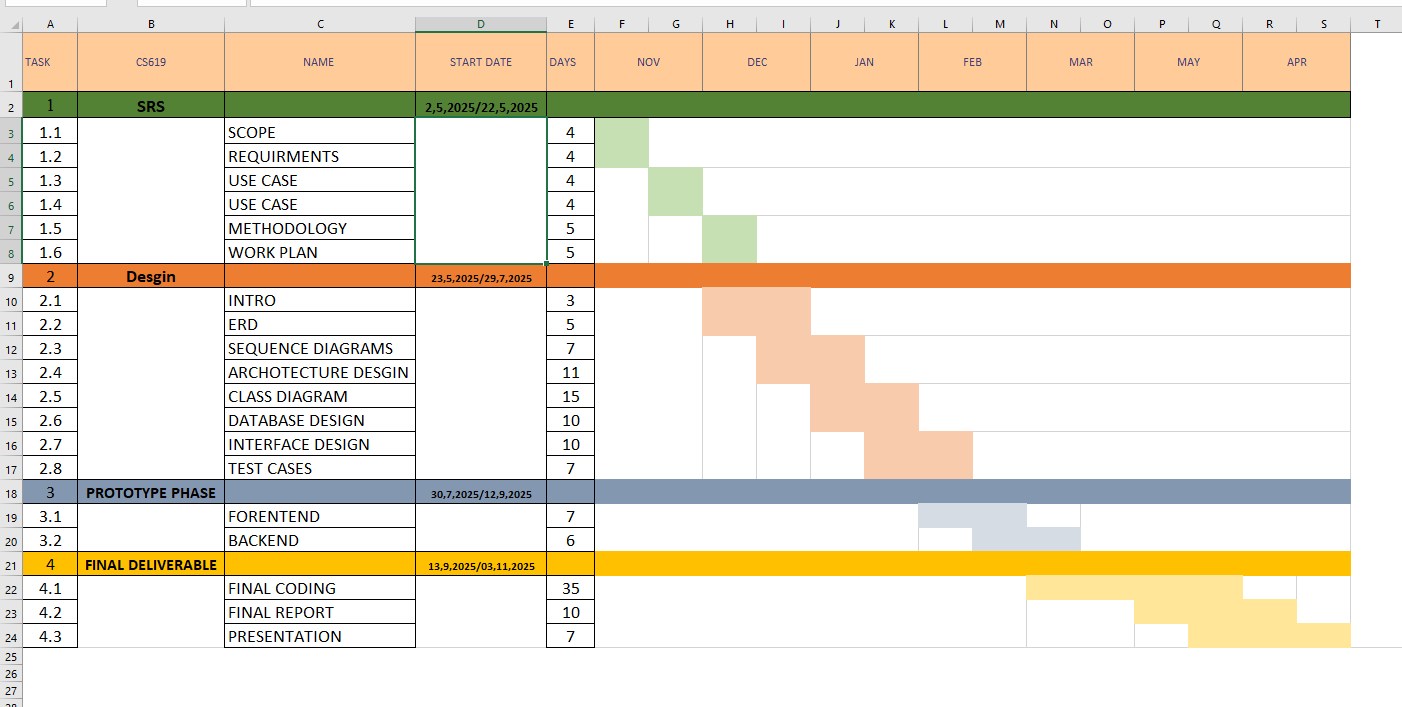 A B C D E F G H I J K L M N O P Q R S T
1 TASK CS619 NAME START DATE DAYS NOV DEC JAN FEB MAR MAY APR
2 1 SRS 2,5,2025/22,5,2025
3 1.1 SCOPE 4
4 1.2 REQUIRMENTS 4
5 1.3 USE CASE 4
6 1.4 USE CASE 4
7 1.5 METHODOLOGY 5
8 1.6 WORK PLAN 5
9 2 Desgin 23,5,2025/29,7,2025
10 2.1 INTRO 3
11 2.2 ERD 5
12 2.3 SEQUENCE DIAGRAMS 7
13 2.4 ARCHOTECTURE DESGIN 11
14 2.5 CLASS DIAGRAM 15
15 2.6 DATABASE DESIGN 10
16 2.7 INTERFACE DESIGN 10
17 2.8 TEST CASES 7
18 3 PROTOTYPE PHASE 30,7,2025/12,9,2025
19 3.1 FORENTEND 7
20 3.2 BACKEND 6
21 4 FINAL DELIVERABLE 13,9,2025/03,11,2025
22 4.1 FINAL CODING 35
23 4.2 FINAL REPORT 10
24 4.3 PRESENTATION 7
25
26
27
28